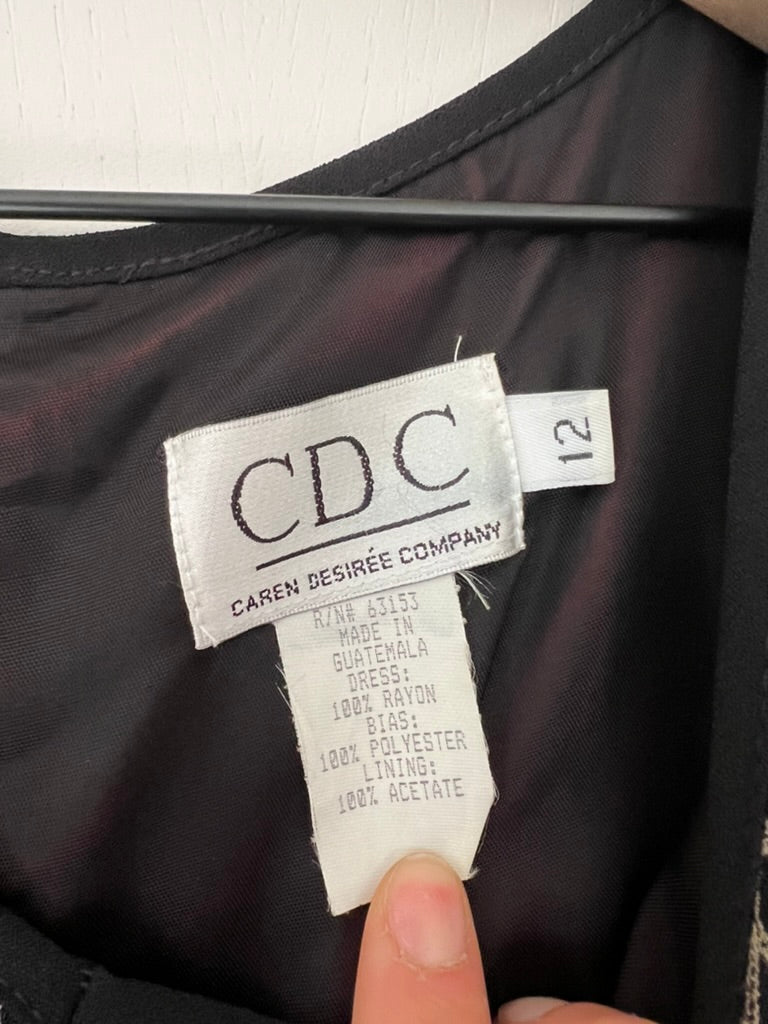 CDC
CAREN DESIRÉE COMPANY
12
R/N# 63153
MADE IN
GUATEMALA
DRESS:
100% RAYON
BIAS:
100% POLYESTER
LINING:
100% ACETATE